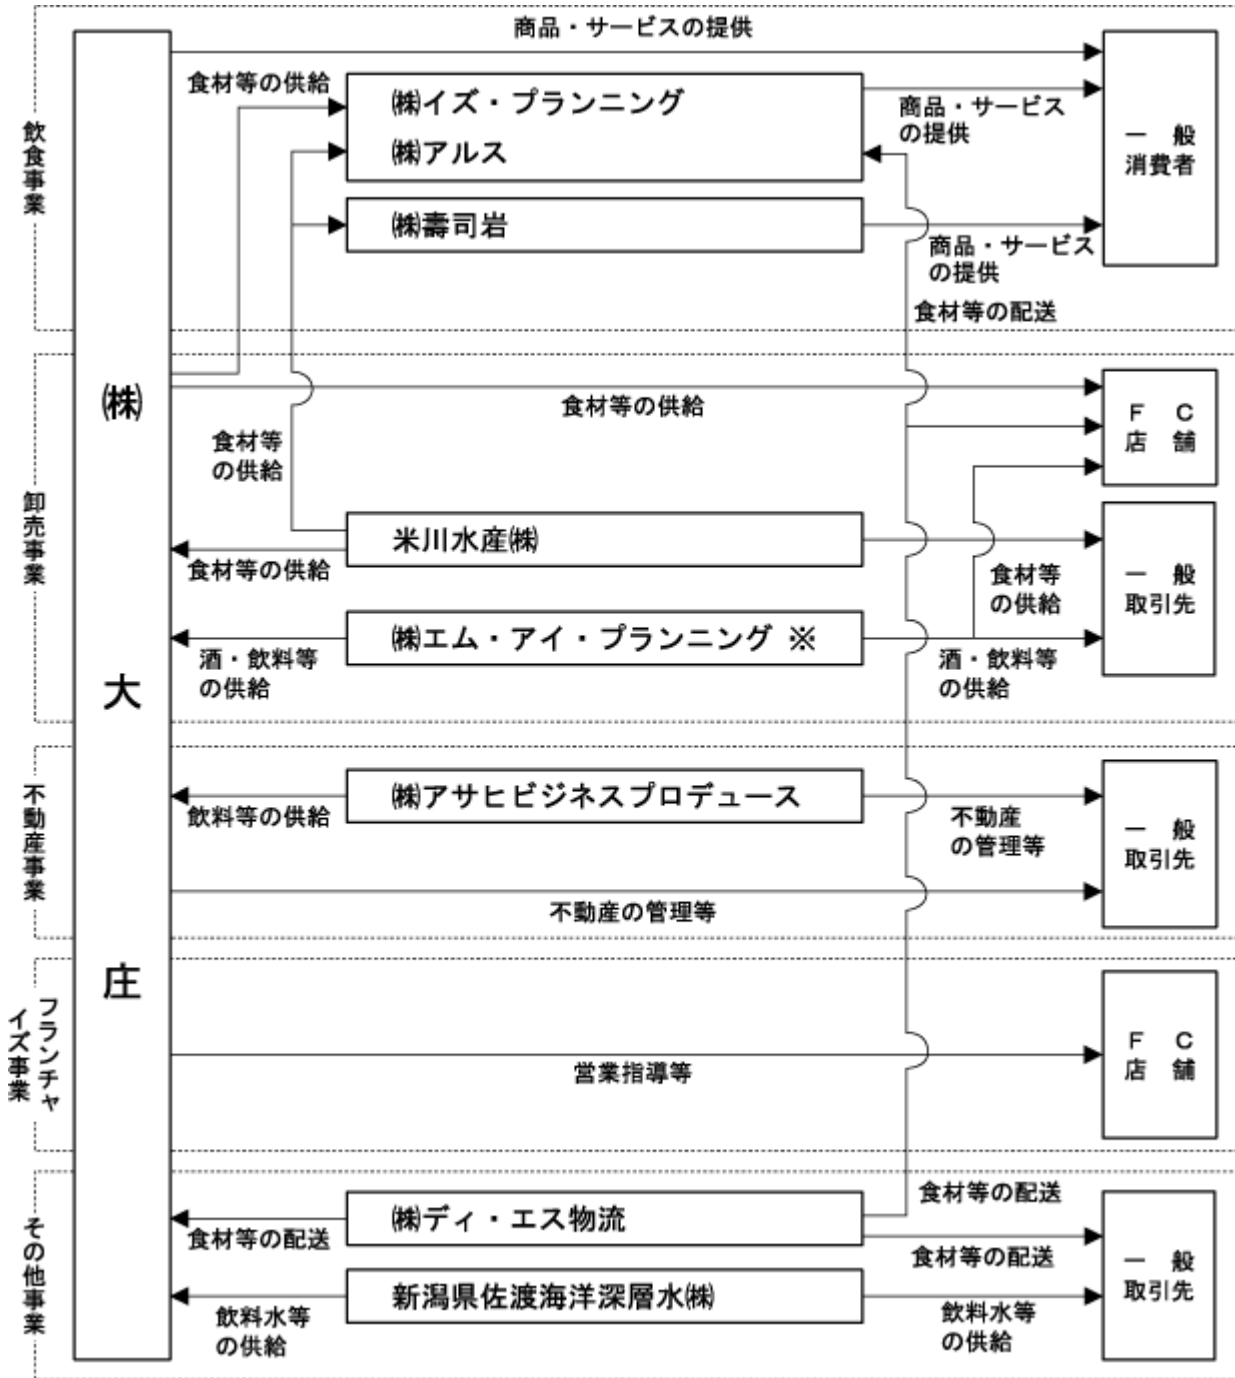 飲食事業
商品・サービスの提供
食材等の供給
㈱イズ・プランニング
㈱アルス
商品・サービス
の提供
一　般
消費者
㈱壽司岩
商品・サービス
の提供
食材等の配送
㈱大庄
卸売事業
食材等の供給
Ｆ　Ｃ
店　舗
食材等
の供給
米川水産㈱
食材等の供給
食材等
の供給
一　般
取引先
㈱エム・アイ・プランニング ※
酒・飲料等
の供給
酒・飲料等
の供給
不動産事業
㈱アサヒビジネスプロデュース
飲料等の供給
不動産
の管理等
一　般
取引先
不動産の管理等
フランチャ
イズ事業
営業指導等
Ｆ　Ｃ
店　舗
その他事業
㈱ディ・エス物流
食材等の配送
食材等の配送
食材等の配送
一　般
取引先
新潟県佐渡海洋深層水㈱
飲料水等
の供給
飲料水等
の供給